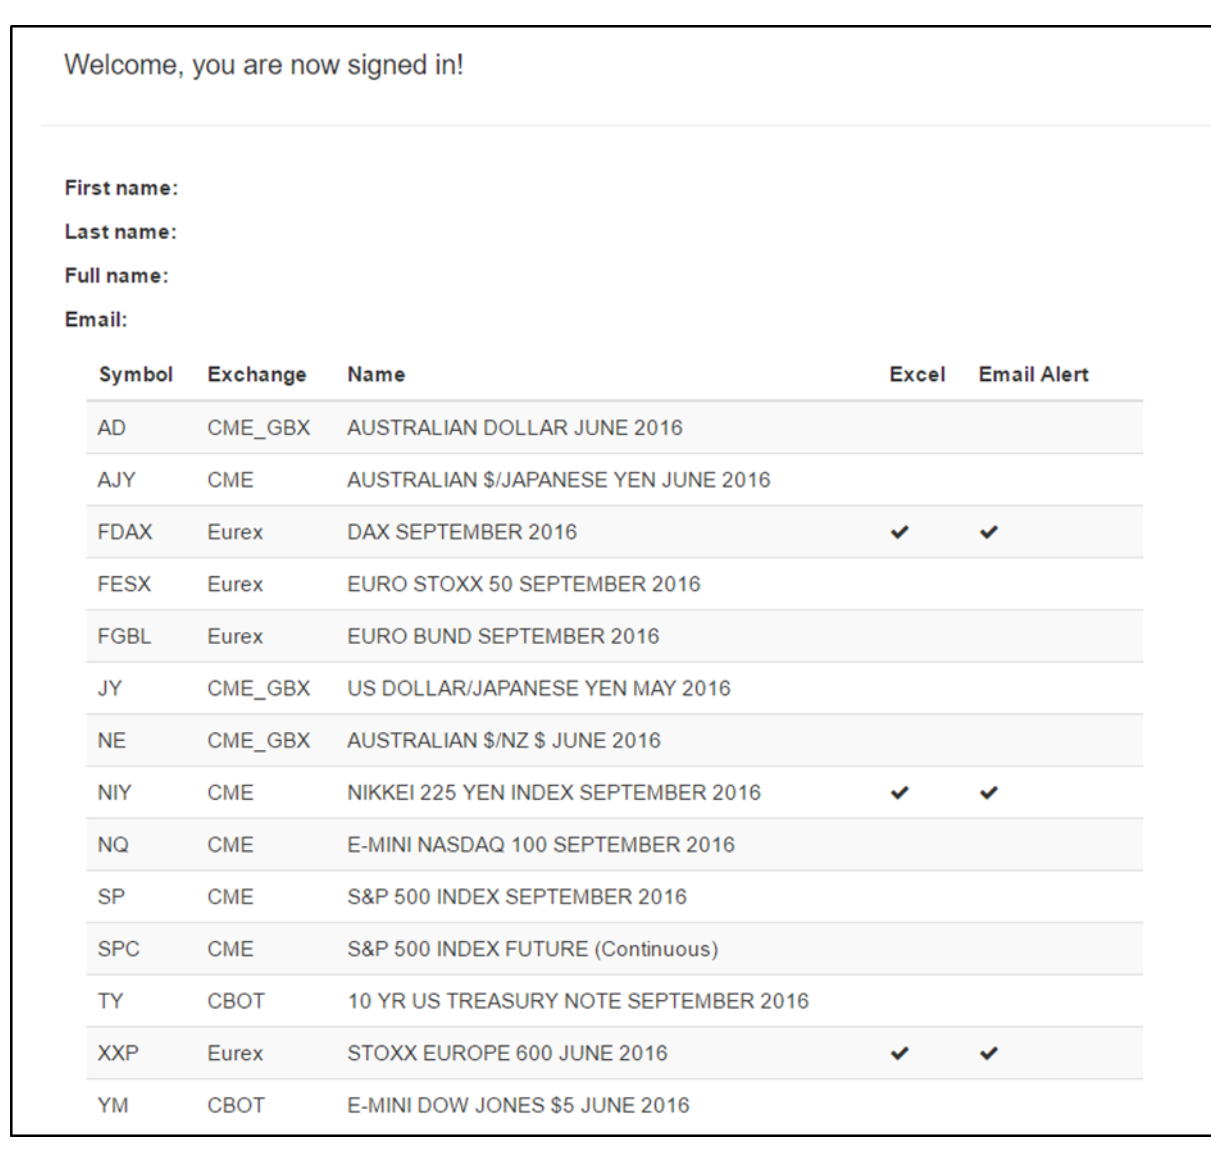 Welcome, you are now signed in!
First name:
Last name:
Full name:
Email:
Symbol Exchange Name Excel Email Alert
AD CME_GBX AUSTRALIAN DOLLAR JUNE 2016
AJY CME AUSTRALIAN $/JAPANESE YEN JUNE 2016
FDAX Eurex DAX SEPTEMBER 2016 ✔ ✔
FESX Eurex EURO STOXX 50 SEPTEMBER 2016
FGBL Eurex EURO BUND SEPTEMBER 2016
JY CME_GBX US DOLLAR/JAPANESE YEN MAY 2016
NE CME_GBX AUSTRALIAN $/NZ $ JUNE 2016
NIY CME NIKKEI 225 YEN INDEX SEPTEMBER 2016 ✔ ✔
NQ CME E-MINI NASDAQ 100 SEPTEMBER 2016
SP CME S&P 500 INDEX SEPTEMBER 2016
SPC CME S&P 500 INDEX FUTURE (Continuous)
TY CBOT 10 YR US TREASURY NOTE SEPTEMBER 2016
XXP Eurex STOXX EUROPE 600 JUNE 2016 ✔ ✔
YM CBOT E-MINI DOW JONES $5 JUNE 2016